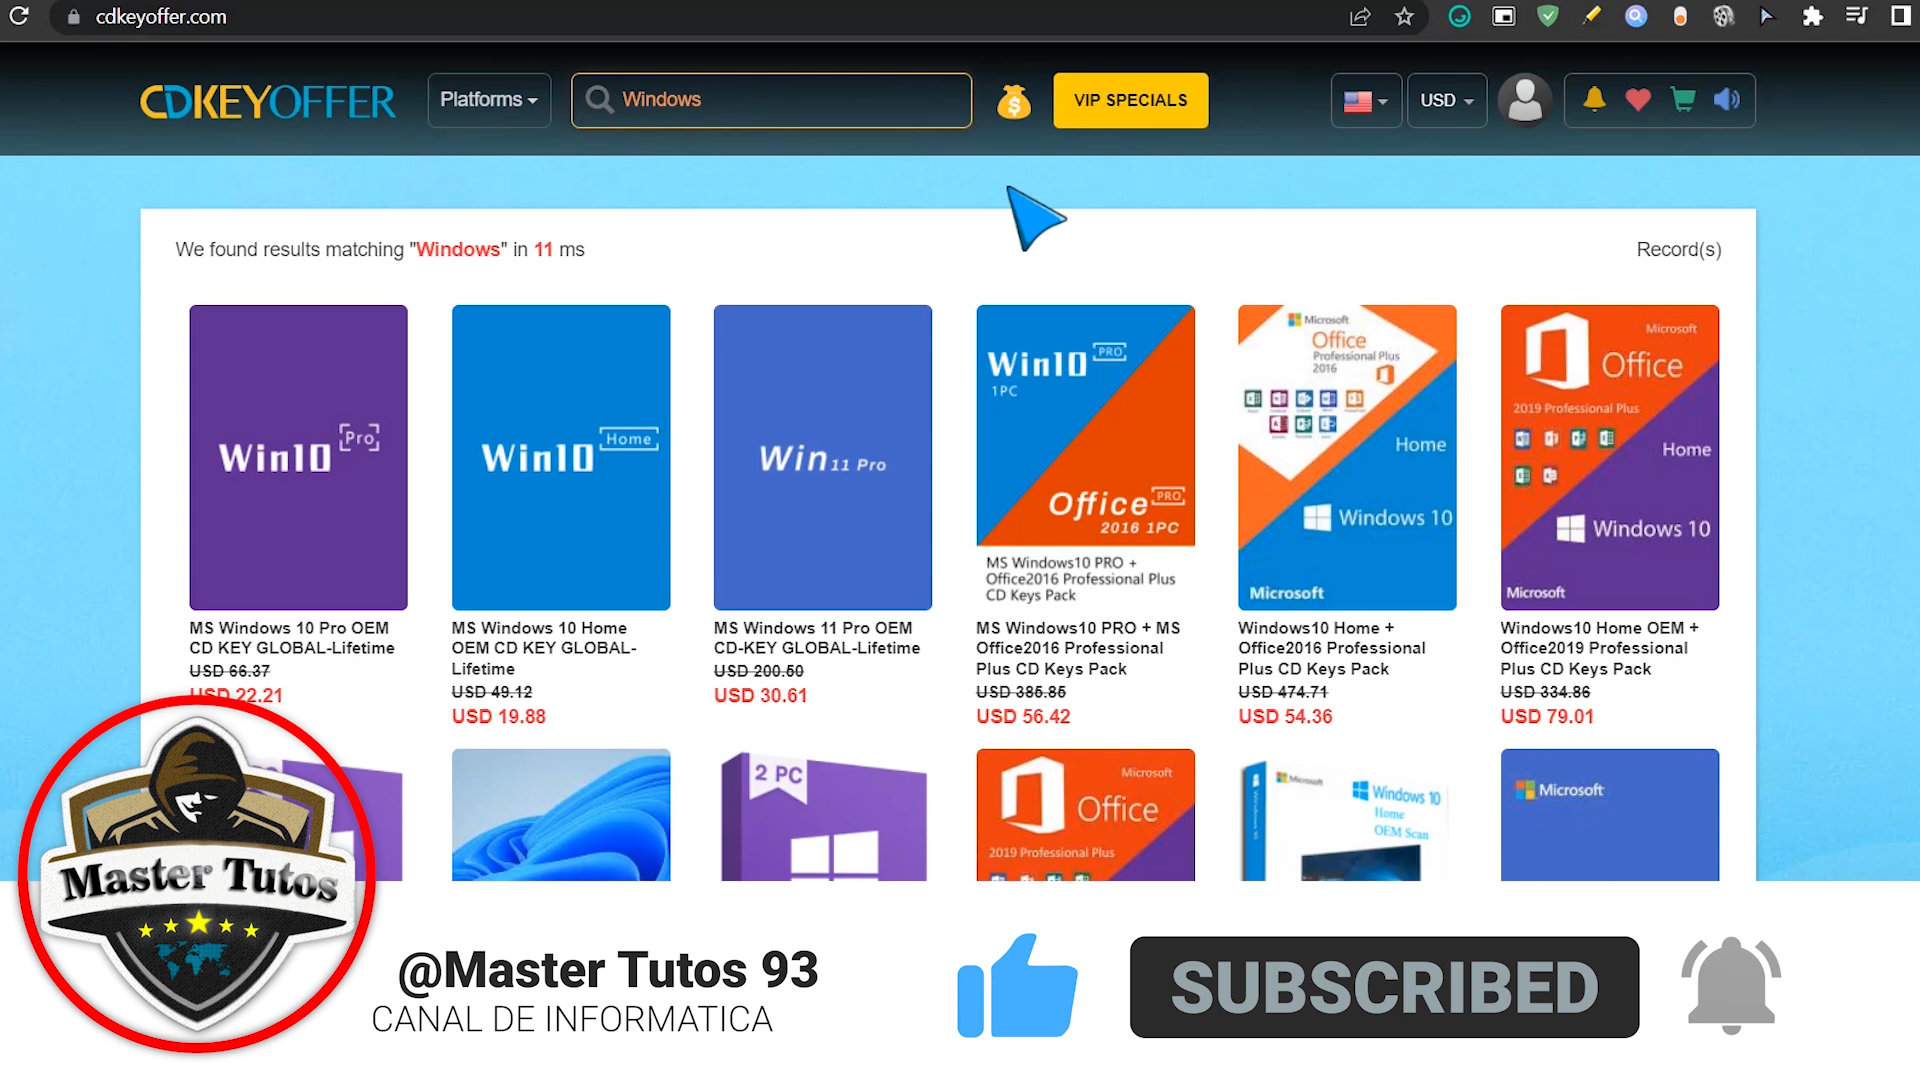 cdkeyoffer.com
CDKEYOFFER
Platforms
Windows
VIP SPECIALS
USD
We found results matching "Windows" in 11 ms
Record(s)
Win10 Pro
Win10 Home
Win 11 Pro
Win10 PRO
1PC
Office PRO
2016 1PC
MS Windows10 PRO +
Office2016 Professional Plus
CD Keys Pack
Microsoft
Office
Professional Plus
2016
Home
Windows 10
Microsoft
Microsoft
Office
2019 Professional Plus
Home
Windows 10
Microsoft
MS Windows 10 Pro OEM
CD KEY GLOBAL-Lifetime
USD 66.37
USD 22.21
MS Windows 10 Home
OEM CD KEY GLOBAL-
Lifetime
USD 49.12
USD 19.88
MS Windows 11 Pro OEM
CD-KEY GLOBAL-Lifetime
USD 200.50
USD 30.61
MS Windows10 PRO + MS
Office2016 Professional
Plus CD Keys Pack
USD 385.85
USD 56.42
Windows10 Home +
Office2016 Professional
Plus CD Keys Pack
USD 474.71
USD 54.36
Windows10 Home OEM +
Office2019 Professional
Plus CD Keys Pack
USD 334.86
USD 79.01
2 PC
Microsoft
Office
2019 Professional Plus
Microsoft
Windows 10
Home
OEM Scan
Microsoft
Master Tutos
@Master Tutos 93
CANAL DE INFORMATICA
SUBSCRIBED